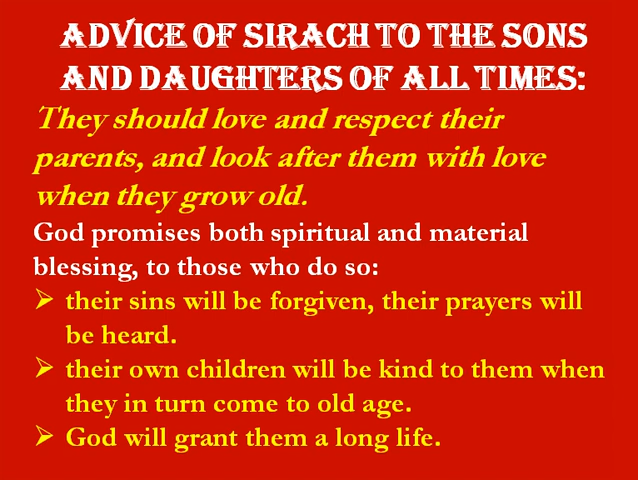 ADVICE OF SIRACH TO THE SONS
AND DAUGHTERS OF ALL TIMES:
They should love and respect their
parents, and look after them with love
when they grow old.
God promises both spiritual and material
blessing, to those who do so:
➢ their sins will be forgiven, their prayers will
be heard.
➢ their own children will be kind to them when
they in turn come to old age.
➢ God will grant them a long life.